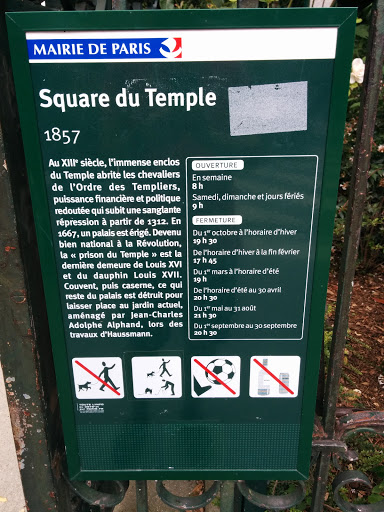 MAIRIE DE PARIS
Square du Temple
1857
Au XIIIe siècle, l'immense enclos
du Temple abrite les chevaliers
de l'Ordre des Templiers,
puissance financière et politique
redoutée qui subit une sanglante
répression à partir de 1312. En
1667, un palais est érigé. Devenu
bien national à la Révolution,
la « prison du Temple » est la
dernière demeure de Louis XVI
et du dauphin Louis XVII.
Couvent, puis caserne, ce qui
reste du palais est détruit pour
laisser place au jardin actuel,
aménagé par Jean-Charles
Adolphe Alphand, lors des
travaux d'Haussmann.
OUVERTURE
En semaine
8 h
Samedi, dimanche et jours fériés
9 h
FERMETURE
Du 1er octobre à l'horaire d'hiver
19 h 30
De l'horaire d'hiver à la fin février
17 h 45
Du 1er mars à l'horaire d'été
19 h
De l'horaire d'été au 30 avril
20 h 30
Du 1er mai au 31 août
21 h 30
Du 1er septembre au 30 septembre
20 h 30